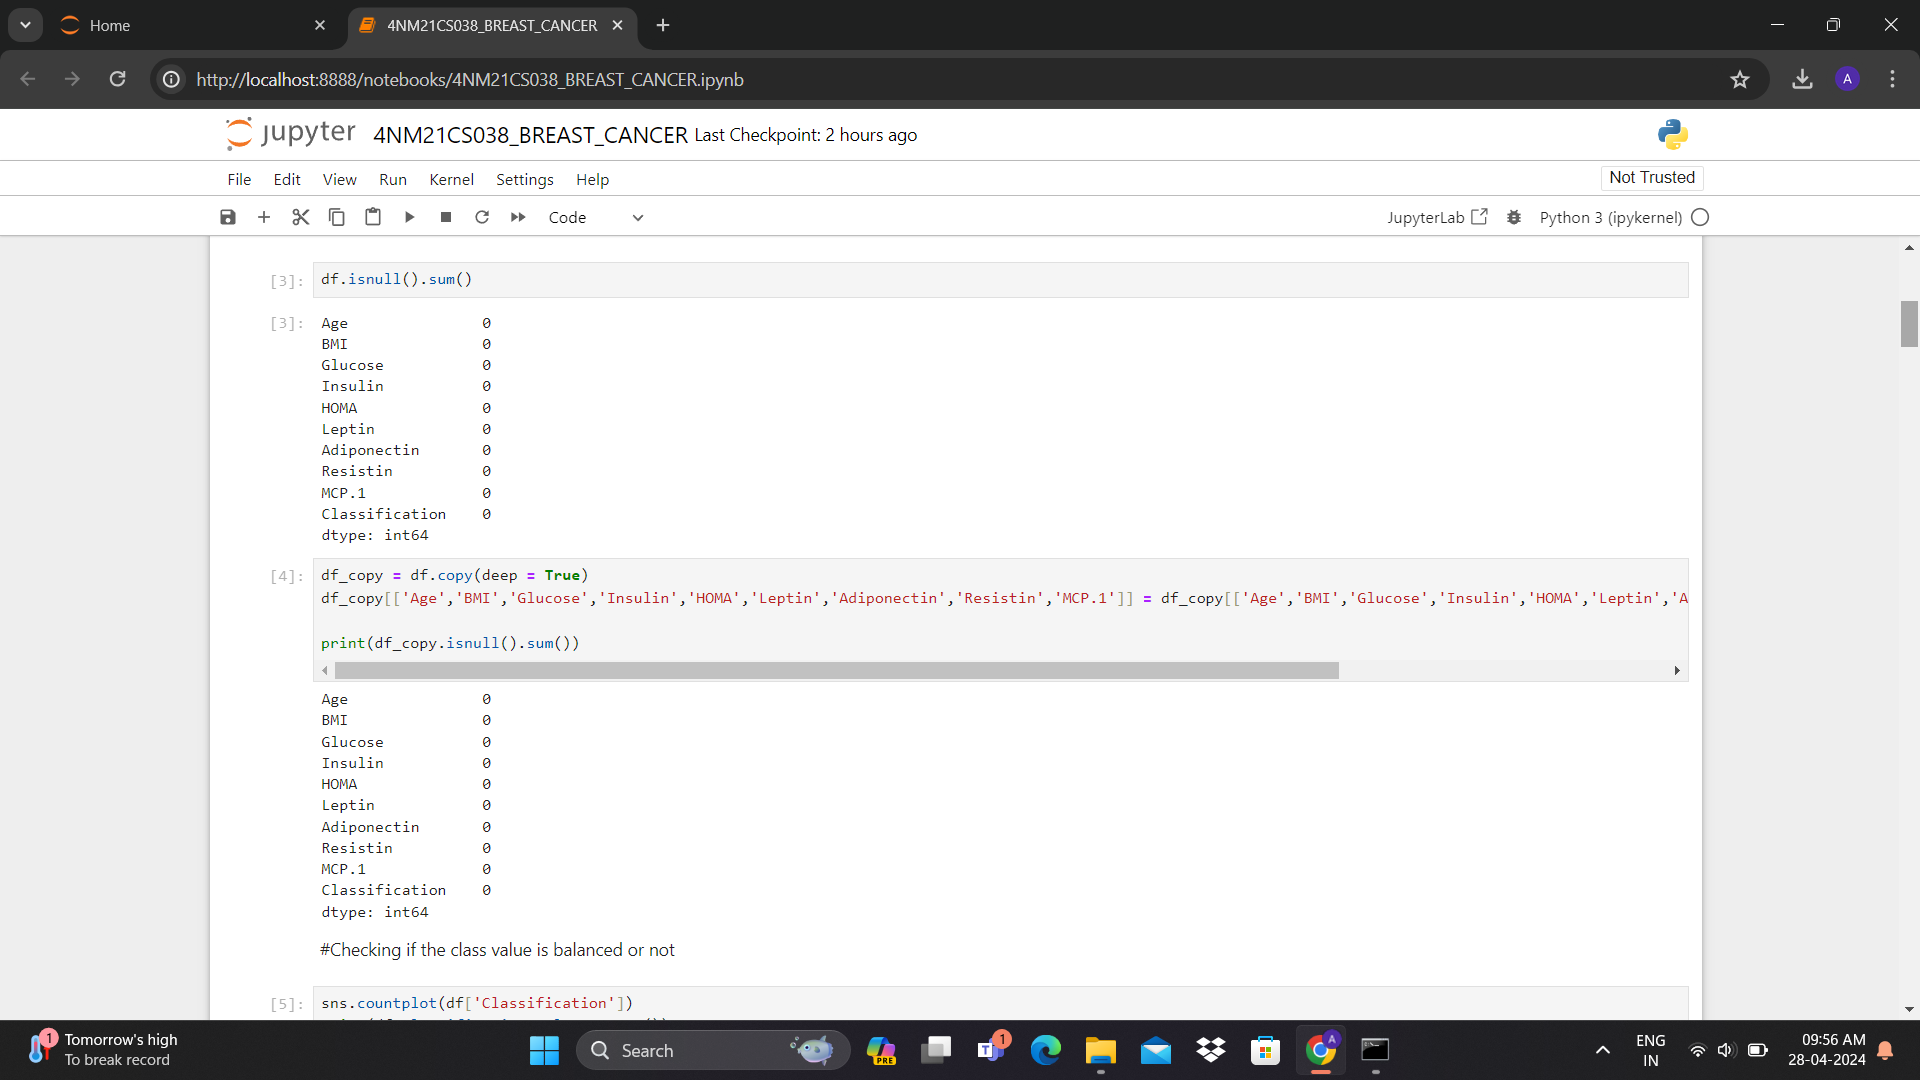 Home
4NM21CS038_BREAST_CANCER
http://localhost:8888/notebooks/4NM21CS038_BREAST_CANCER.ipynb
A
jupyter 4NM21CS038_BREAST_CANCER Last Checkpoint: 2 hours ago
File Edit View Run Kernel Settings Help
Not Trusted
Code
JupyterLab
Python 3 (ipykernel)
[3]: df.isnull().sum()
[3]: Age 0
BMI 0
Glucose 0
Insulin 0
HOMA 0
Leptin 0
Adiponectin 0
Resistin 0
MCP.1 0
Classification 0
dtype: int64
[4]: df_copy = df.copy(deep = True)
df_copy[['Age','BMI','Glucose','Insulin','HOMA','Leptin','Adiponectin','Resistin','MCP.1']] = df_copy[['Age','BMI','Glucose','Insulin','HOMA','Leptin','A
print(df_copy.isnull().sum())
Age 0
BMI 0
Glucose 0
Insulin 0
HOMA 0
Leptin 0
Adiponectin 0
Resistin 0
MCP.1 0
Classification 0
dtype: int64
#Checking if the class value is balanced or not
[5]: sns.countplot(df['Classification'])
1
Tomorrow's high
To break record
Search
PRE
T
1
A
ENG
IN
09:56 AM
28-04-2024